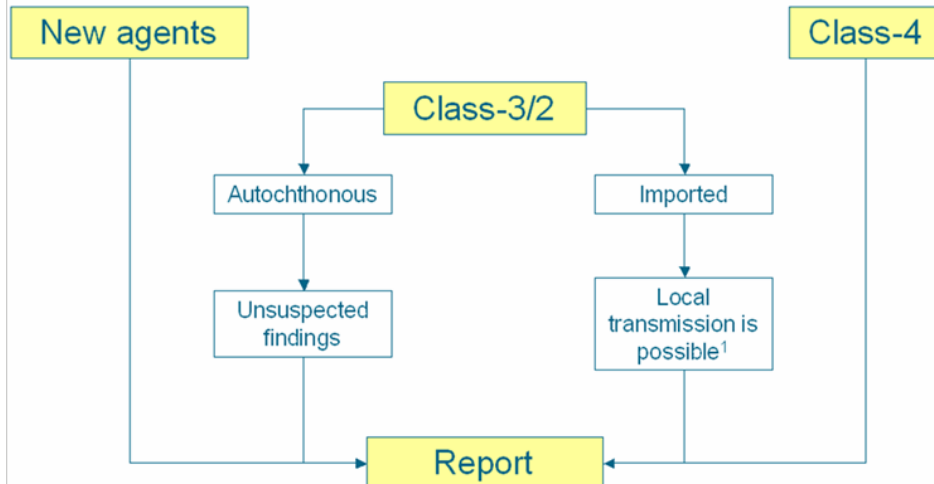 New agents
Class-4
Class-3/2
Autochthonous
Imported
Unsuspected
findings
Local
transmission is
possible¹
Report